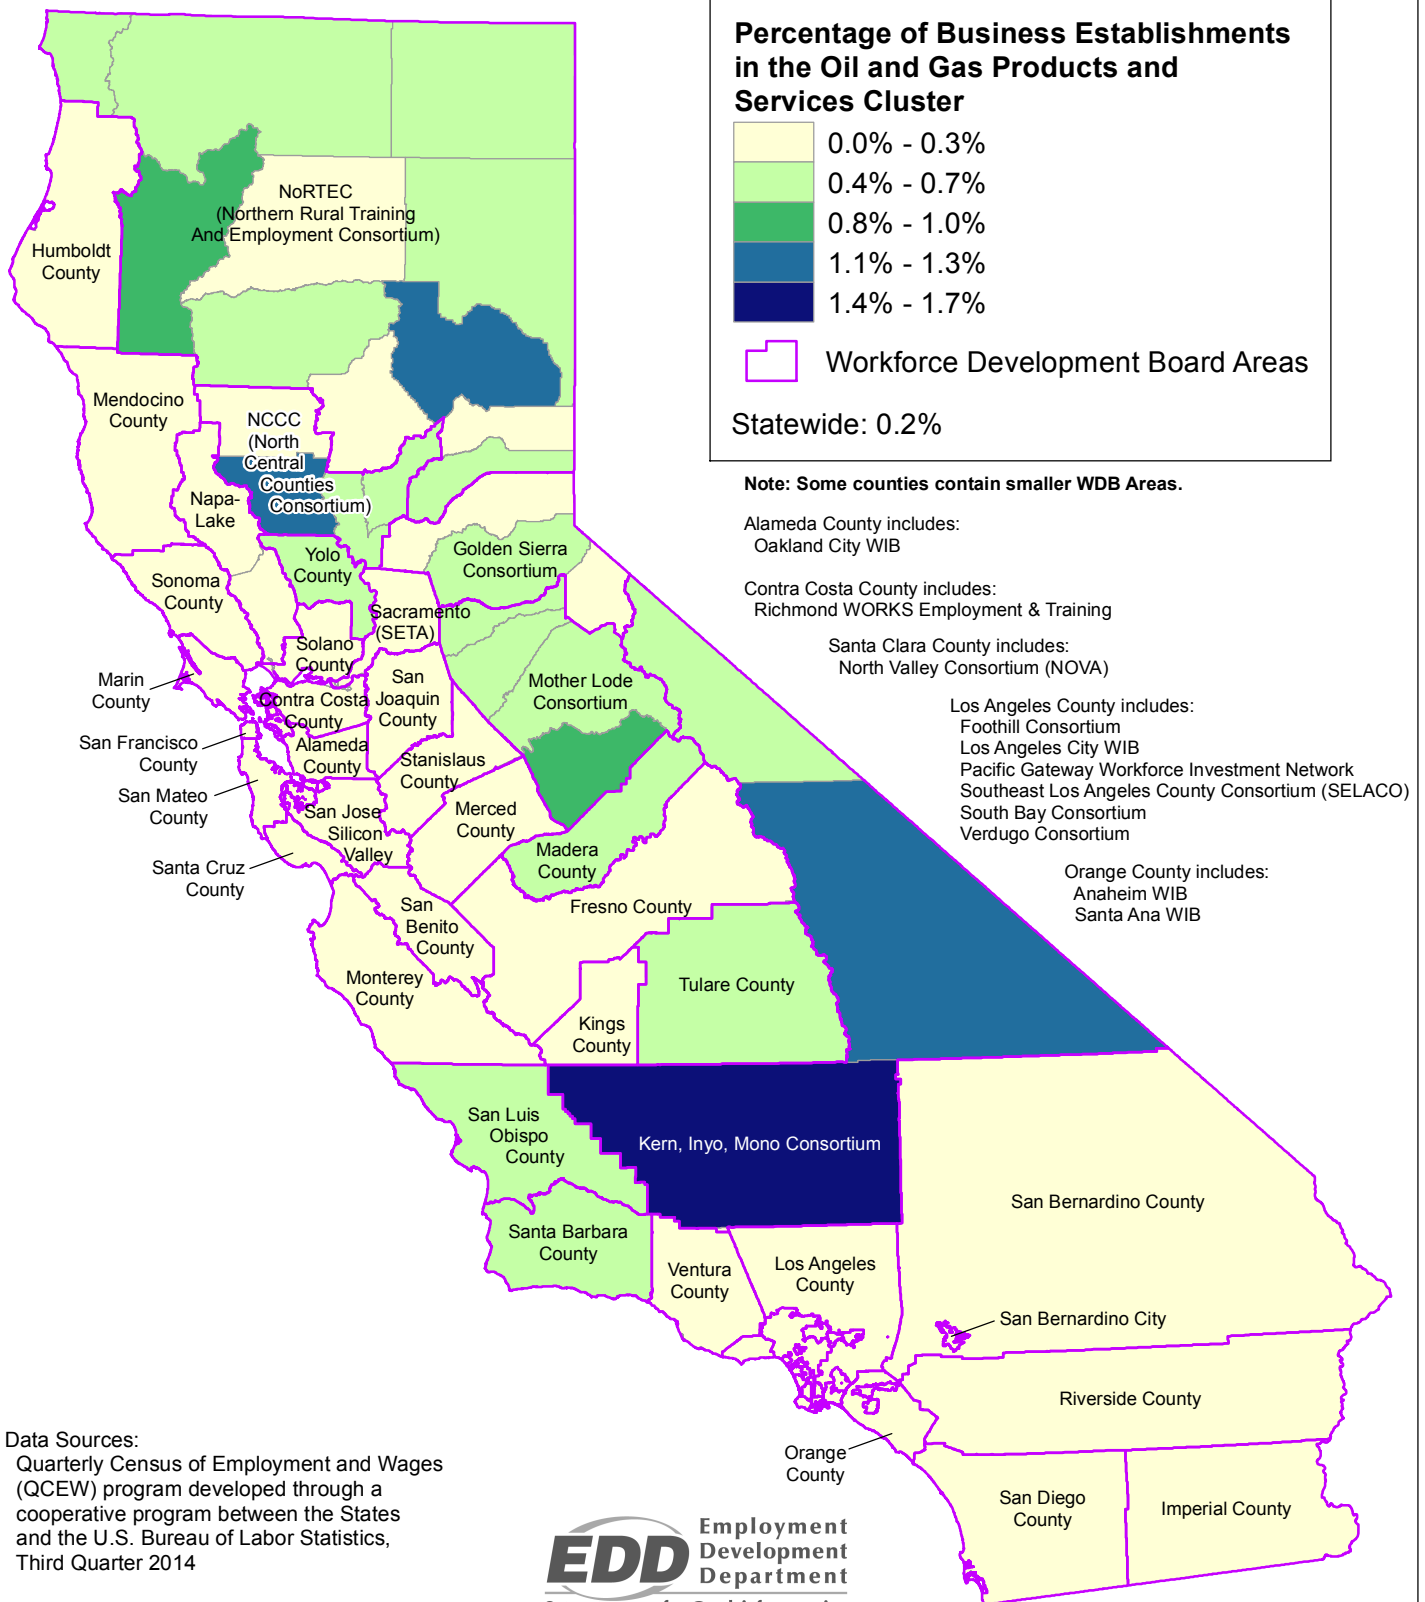 Percentage of Business Establishments
in the Oil and Gas Products and
Services Cluster
0.0% - 0.3%
0.4% - 0.7%
0.8% - 1.0%
1.1% - 1.3%
1.4% - 1.7%
Workforce Development Board Areas
Statewide: 0.2%
Note: Some counties contain smaller WDB Areas.
Alameda County includes:
Oakland City WIB
Contra Costa County includes:
Richmond WORKS Employment & Training
Santa Clara County includes:
North Valley Consortium (NOVA)
Los Angeles County includes:
Foothill Consortium
Los Angeles City WIB
Pacific Gateway Workforce Investment Network
Southeast Los Angeles County Consortium (SELACO)
South Bay Consortium
Verdugo Consortium
Orange County includes:
Anaheim WIB
Santa Ana WIB
NoRTEC
(Northern Rural Training
And Employment Consortium)
Humboldt
County
Mendocino
County
NCCC
(North
Central
Counties
Consortium)
Napa-
Lake
Yolo
County
Golden Sierra
Consortium
Sonoma
County
Sacramento
(SETA)
Solano
County
Marin
County
Contra Costa
County
San
Joaquin
County
Mother Lode
Consortium
San Francisco
County
Alameda
County
Stanislaus
County
San Mateo
County
San Jose
Silicon
Valley
Merced
County
Santa Cruz
County
Madera
County
San
Benito
County
Fresno County
Monterey
County
Tulare County
Kings
County
San Luis
Obispo
County
Kern, Inyo, Mono Consortium
San Bernardino County
Santa Barbara
County
Ventura
County
Los Angeles
County
San Bernardino City
Riverside County
Orange
County
San Diego
County
Imperial County
Data Sources:
Quarterly Census of Employment and Wages
(QCEW) program developed through a
cooperative program between the States
and the U.S. Bureau of Labor Statistics,
Third Quarter 2014
EDD
Employment
Development
Department